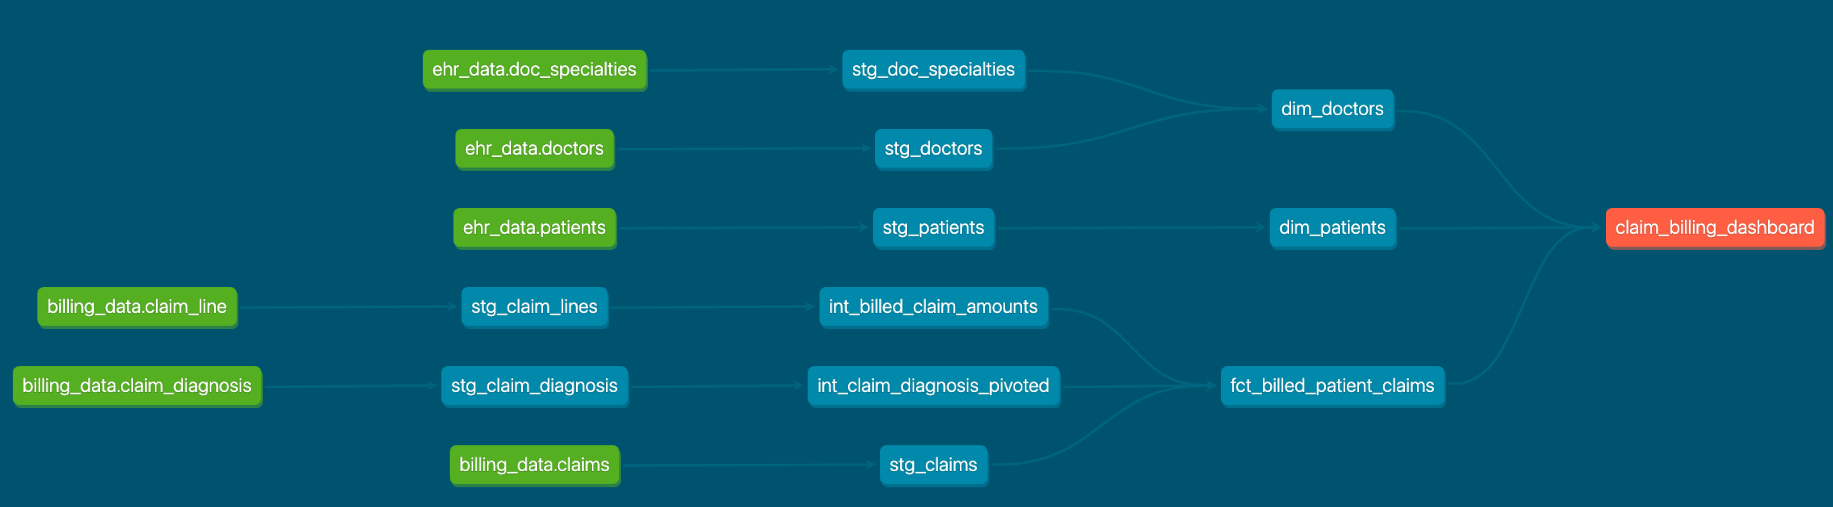 ehr_data.doc_specialties
stg_doc_specialties
dim_doctors
ehr_data.doctors
stg_doctors
ehr_data.patients
stg_patients
dim_patients
claim_billing_dashboard
billing_data.claim_line
stg_claim_lines
int_billed_claim_amounts
billing_data.claim_diagnosis
stg_claim_diagnosis
int_claim_diagnosis_pivoted
fct_billed_patient_claims
billing_data.claims
stg_claims